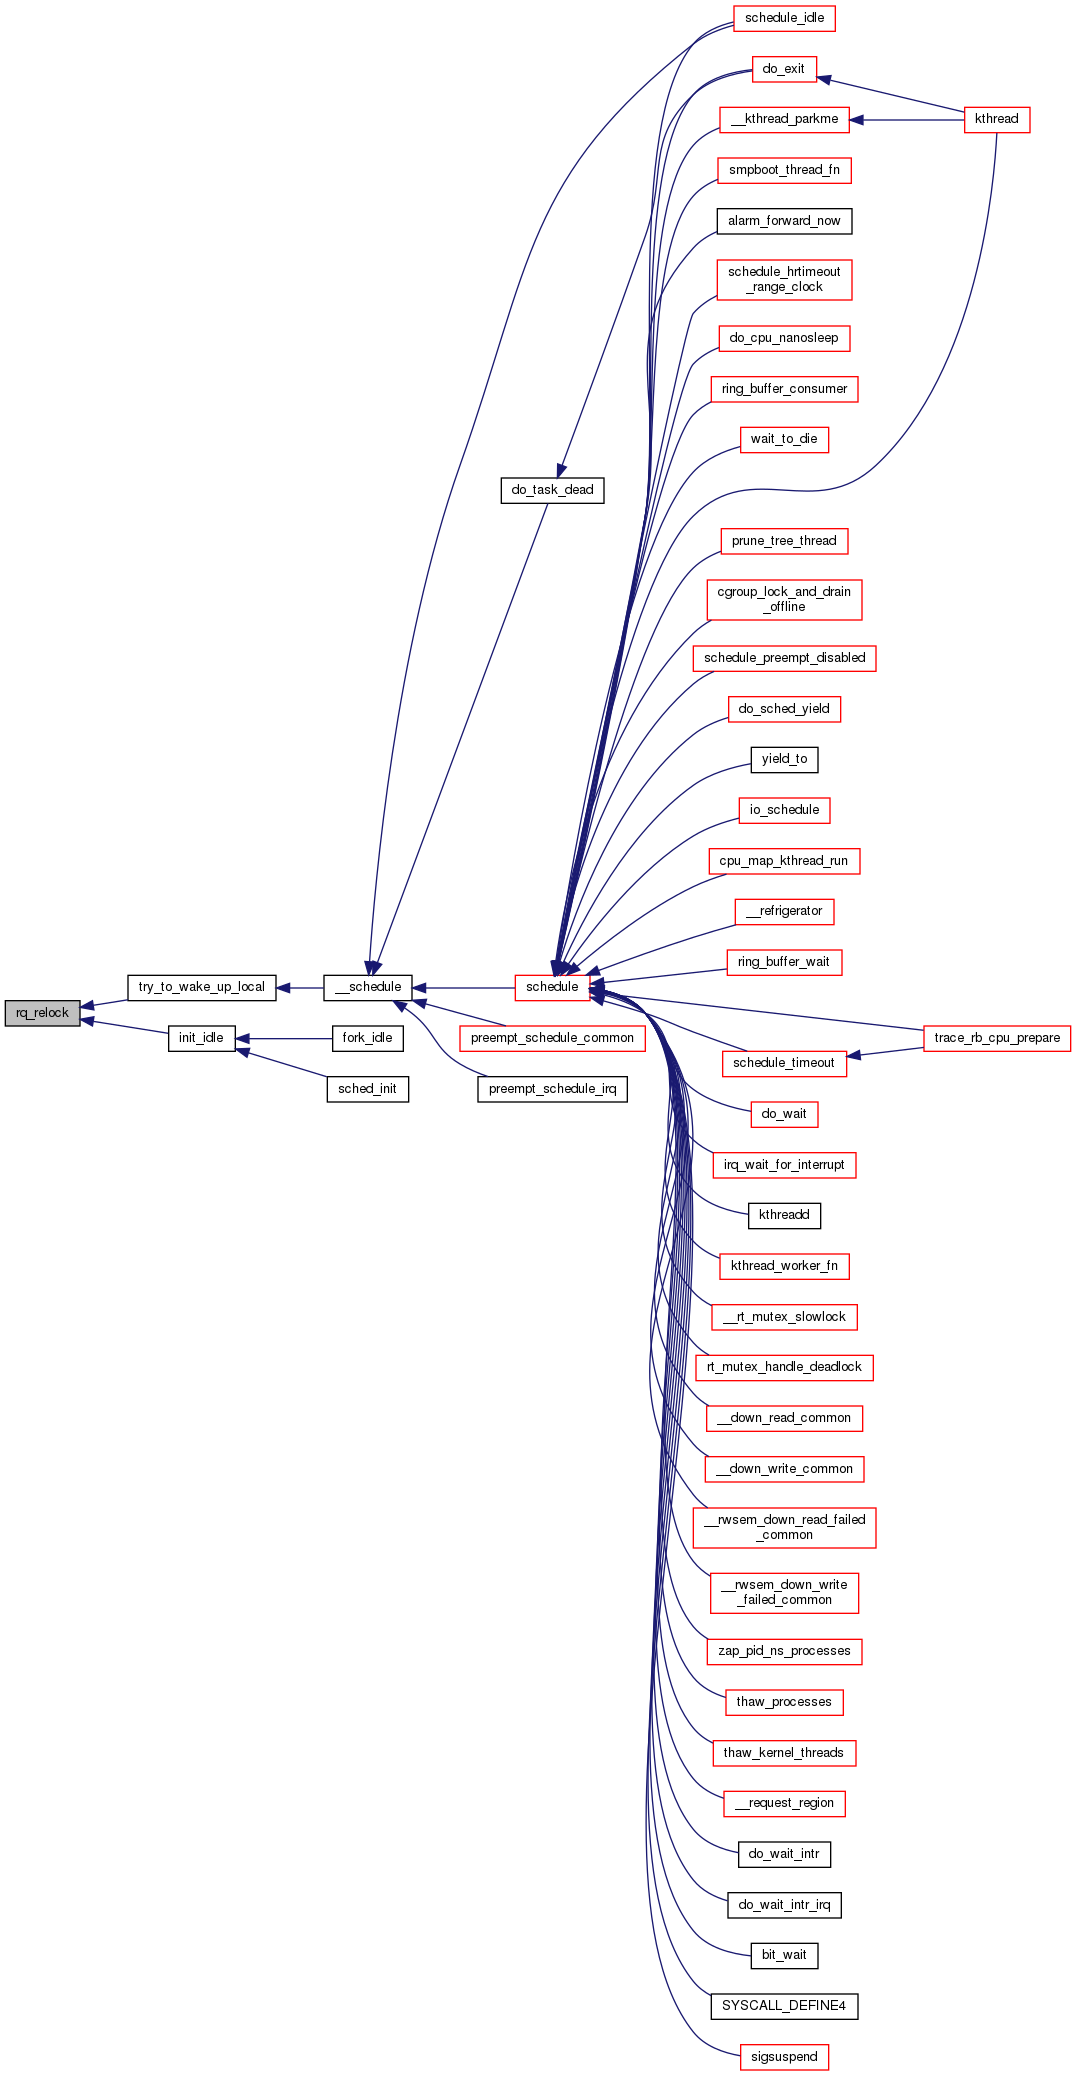 schedule_idle
do_exit
__kthread_parkme
kthread
smpboot_thread_fn
alarm_forward_now
schedule_hrtimeout
_range_clock
do_cpu_nanosleep
ring_buffer_consumer
wait_to_die
do_task_dead
prune_tree_thread
cgroup_lock_and_drain
_offline
schedule_preempt_disabled
do_sched_yield
yield_to
io_schedule
cpu_map_kthread_run
__refrigerator
ring_buffer_wait
try_to_wake_up_local
__schedule
schedule
rq_relock
init_idle
fork_idle
preempt_schedule_common
trace_rb_cpu_prepare
schedule_timeout
sched_init
preempt_schedule_irq
do_wait
irq_wait_for_interrupt
kthreadd
kthread_worker_fn
__rt_mutex_slowlock
rt_mutex_handle_deadlock
__down_read_common
__down_write_common
__rwsem_down_read_failed
_common
__rwsem_down_write
_failed_common
zap_pid_ns_processes
thaw_processes
thaw_kernel_threads
__request_region
do_wait_intr
do_wait_intr_irq
bit_wait
SYSCALL_DEFINE4
sigsuspend